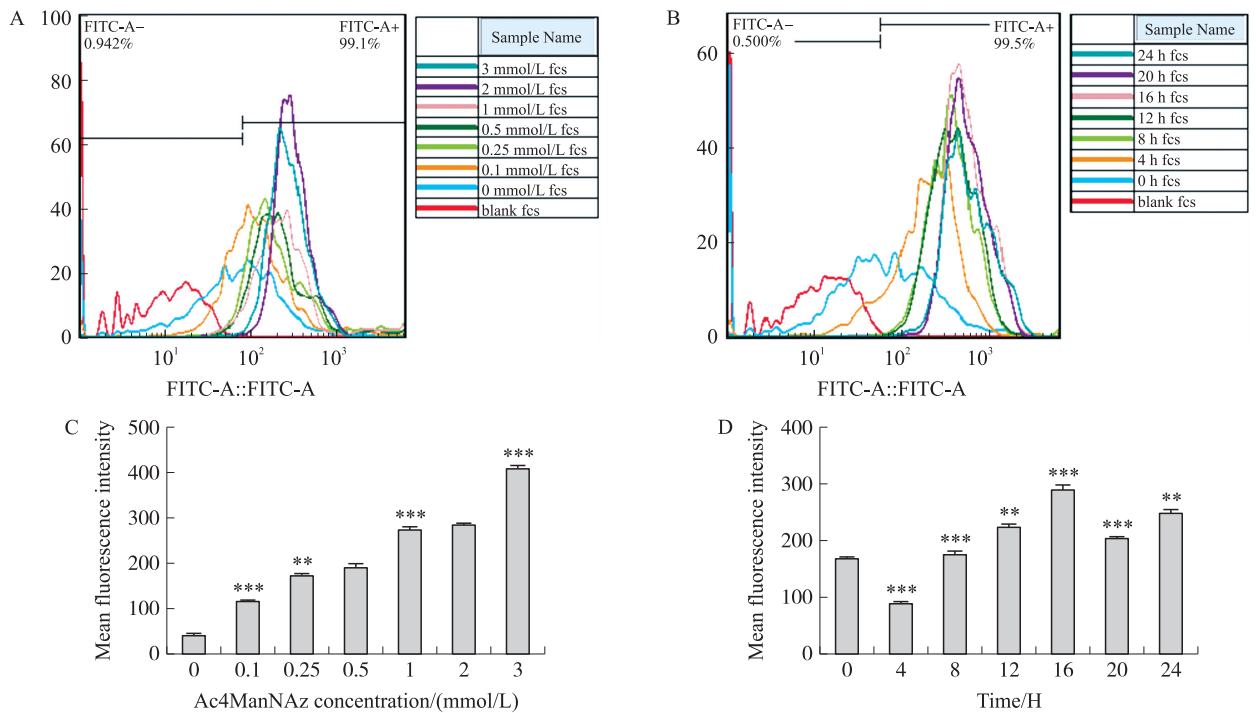 A
FITC-A−
0.942%
FITC-A+
99.1%
100
80
60
40
20
0
10¹
10²
10³
FITC-A::FITC-A
Sample Name
3 mmol/L fcs
2 mmol/L fcs
1 mmol/L fcs
0.5 mmol/L fcs
0.25 mmol/L fcs
0.1 mmol/L fcs
0 mmol/L fcs
blank fcs
B
FITC-A−
0.500%
FITC-A+
99.5%
60
40
20
0
10¹
10²
10³
FITC-A::FITC-A
Sample Name
24 h fcs
20 h fcs
16 h fcs
12 h fcs
8 h fcs
4 h fcs
0 h fcs
blank fcs
C
Mean fluorescence intensity
500
400
300
200
100
0
*** ** *** ***
0 0.1 0.25 0.5 1 2 3
Ac4ManNAz concentration/(mmol/L)
D
Mean fluorescence intensity
400
300
200
100
0
*** *** ** *** *** **
0 4 8 12 16 20 24
Time/H